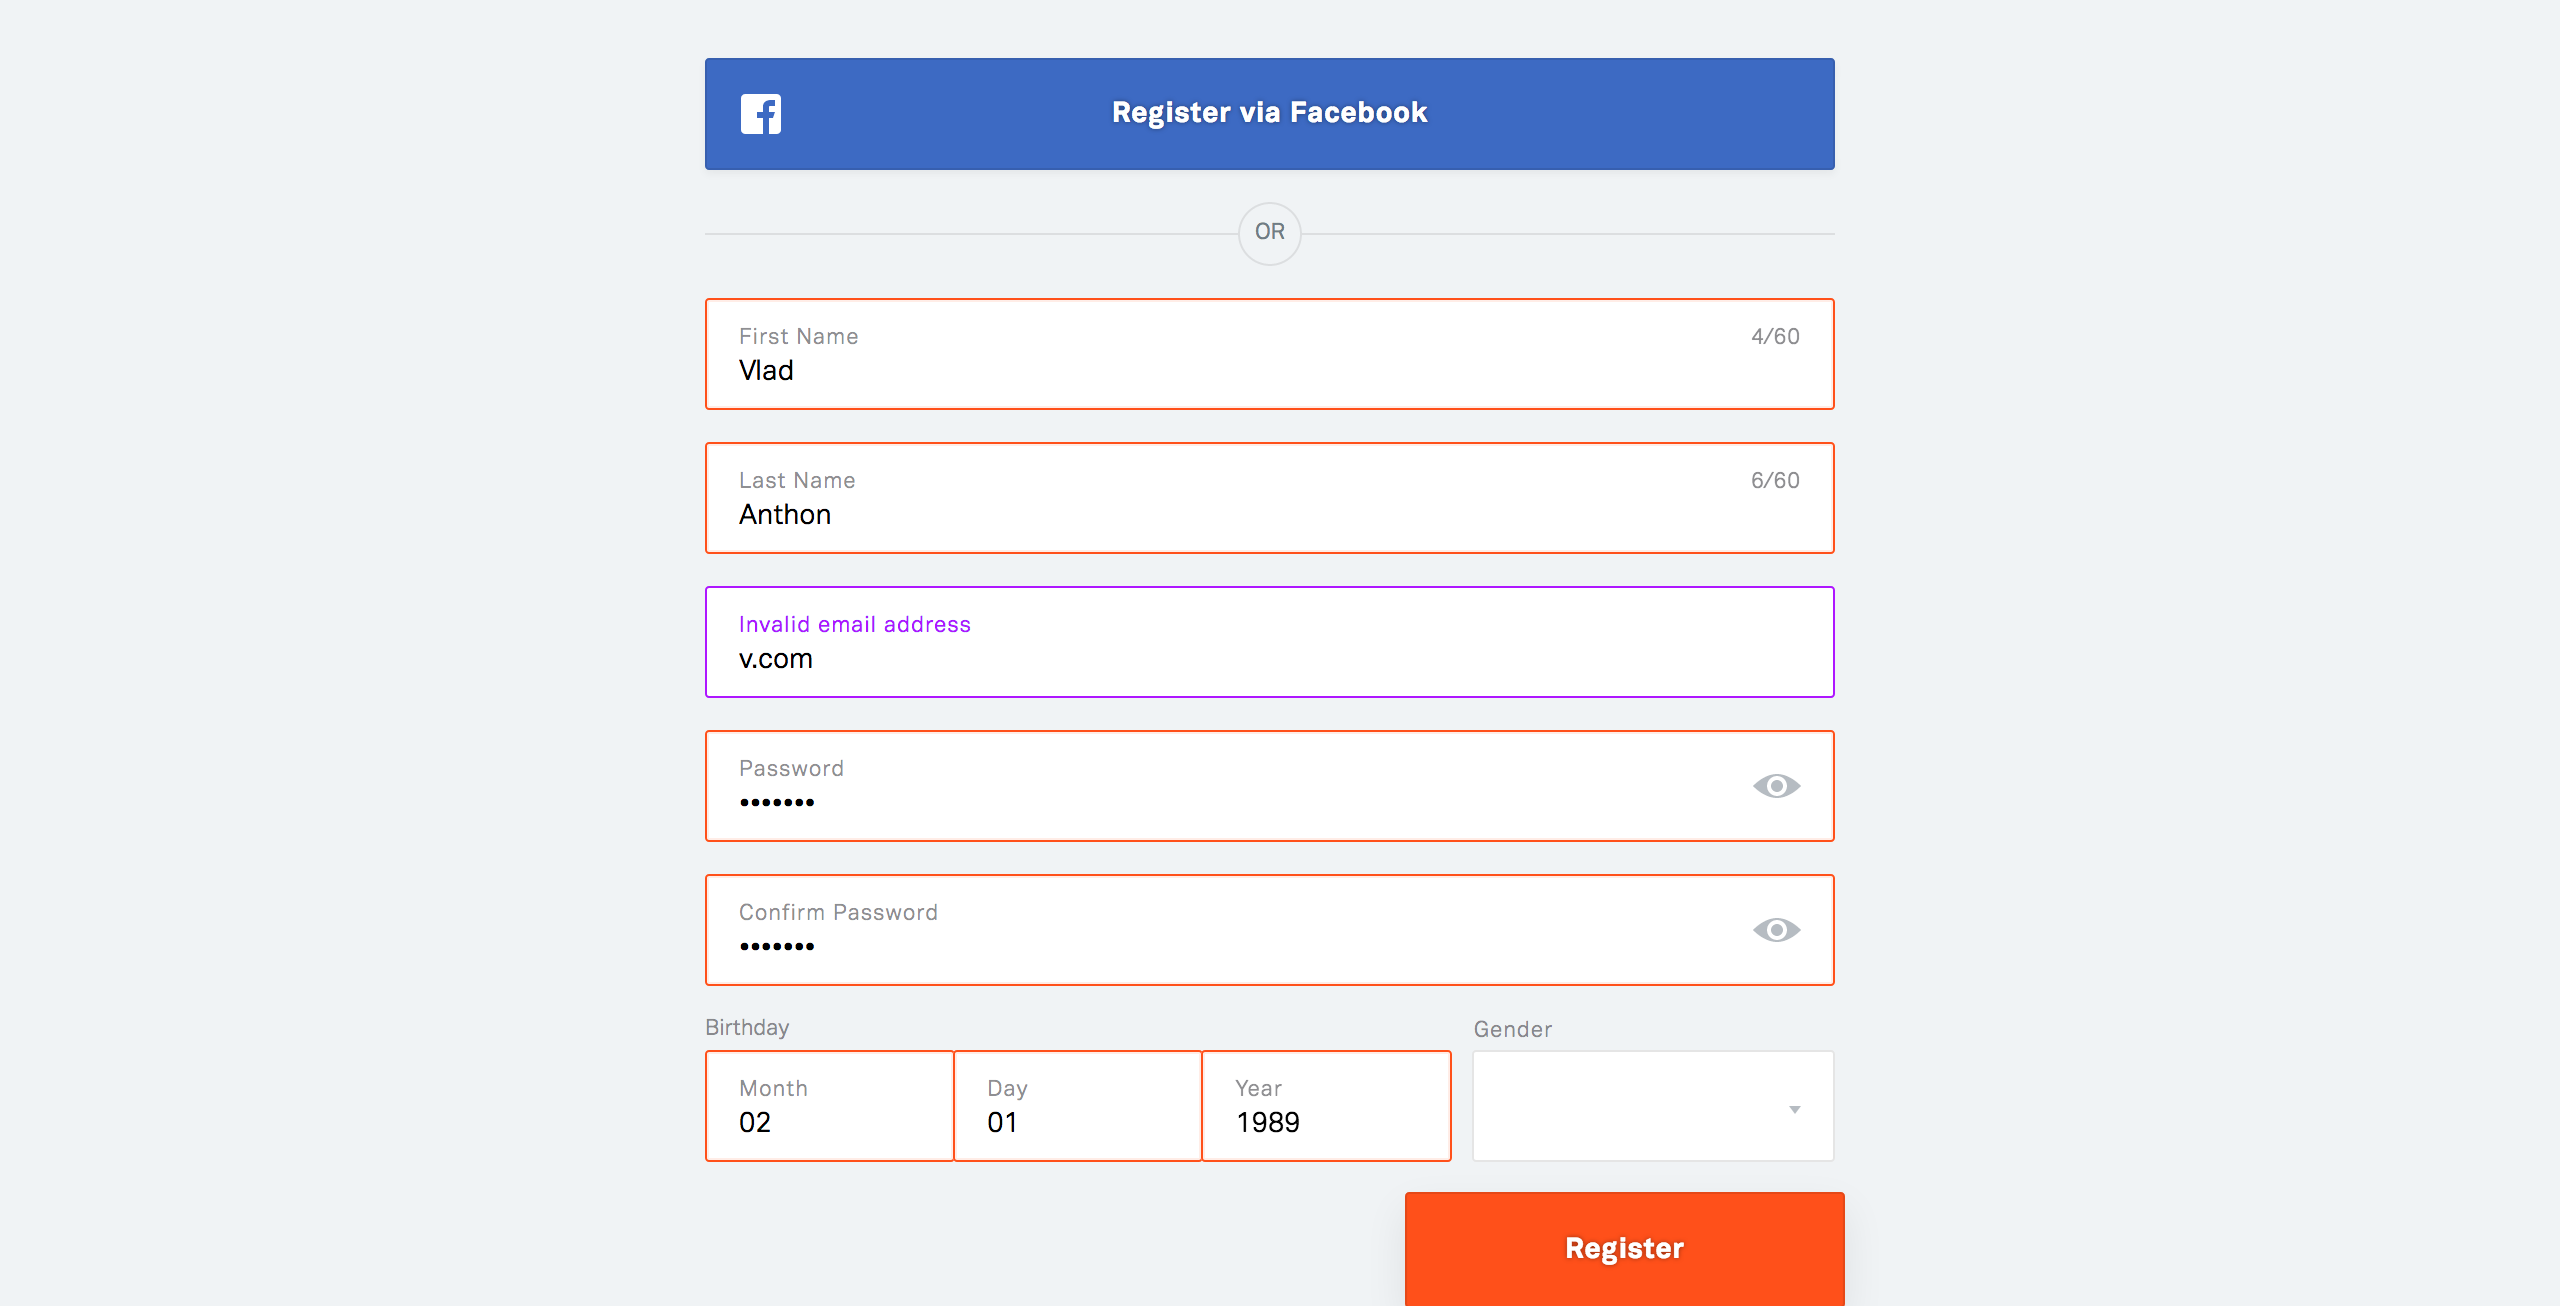 Register via Facebook
OR
First Name 4/60
Vlad
Last Name 6/60
Anthon
Invalid email address
v.com
Password
•••••••
Confirm Password
•••••••
Birthday Gender
Month Day Year
02 01 1989
Register